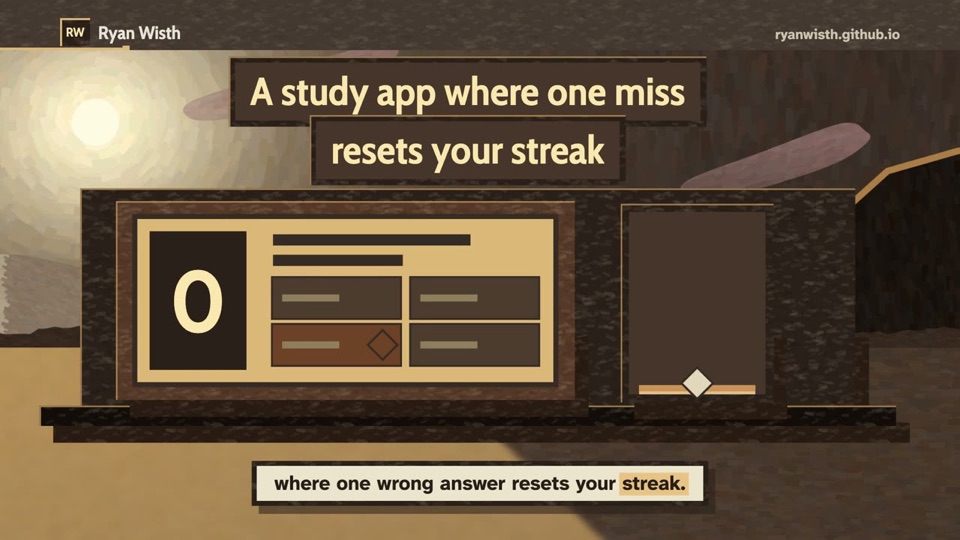 RW Ryan Wisth
ryanwisth.github.io
A study app where one miss
resets your streak
0
where one wrong answer resets your streak.